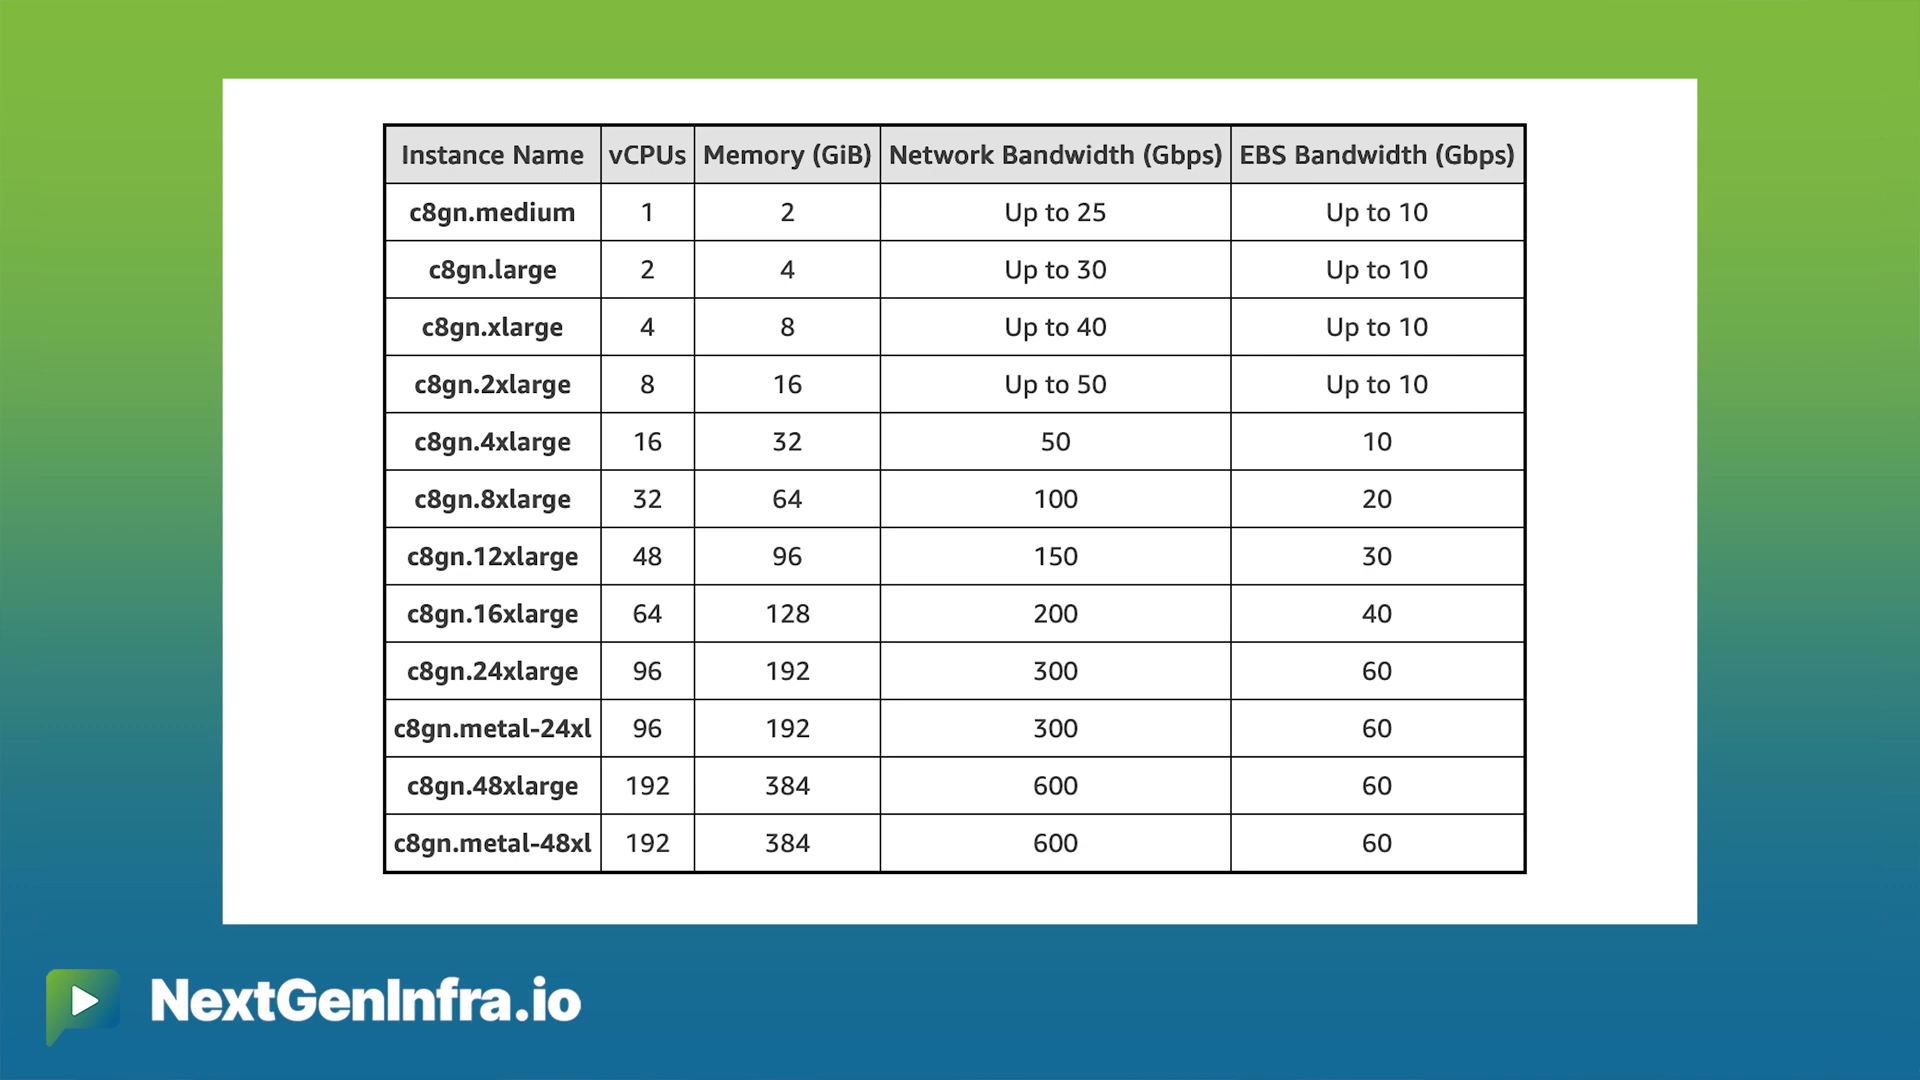 Instance Name vCPUs Memory (GiB) Network Bandwidth (Gbps) EBS Bandwidth (Gbps)
c8gn.medium 1 2 Up to 25 Up to 10
c8gn.large 2 4 Up to 30 Up to 10
c8gn.xlarge 4 8 Up to 40 Up to 10
c8gn.2xlarge 8 16 Up to 50 Up to 10
c8gn.4xlarge 16 32 50 10
c8gn.8xlarge 32 64 100 20
c8gn.12xlarge 48 96 150 30
c8gn.16xlarge 64 128 200 40
c8gn.24xlarge 96 192 300 60
c8gn.metal-24xl 96 192 300 60
c8gn.48xlarge 192 384 600 60
c8gn.metal-48xl 192 384 600 60
NextGenInfra.io